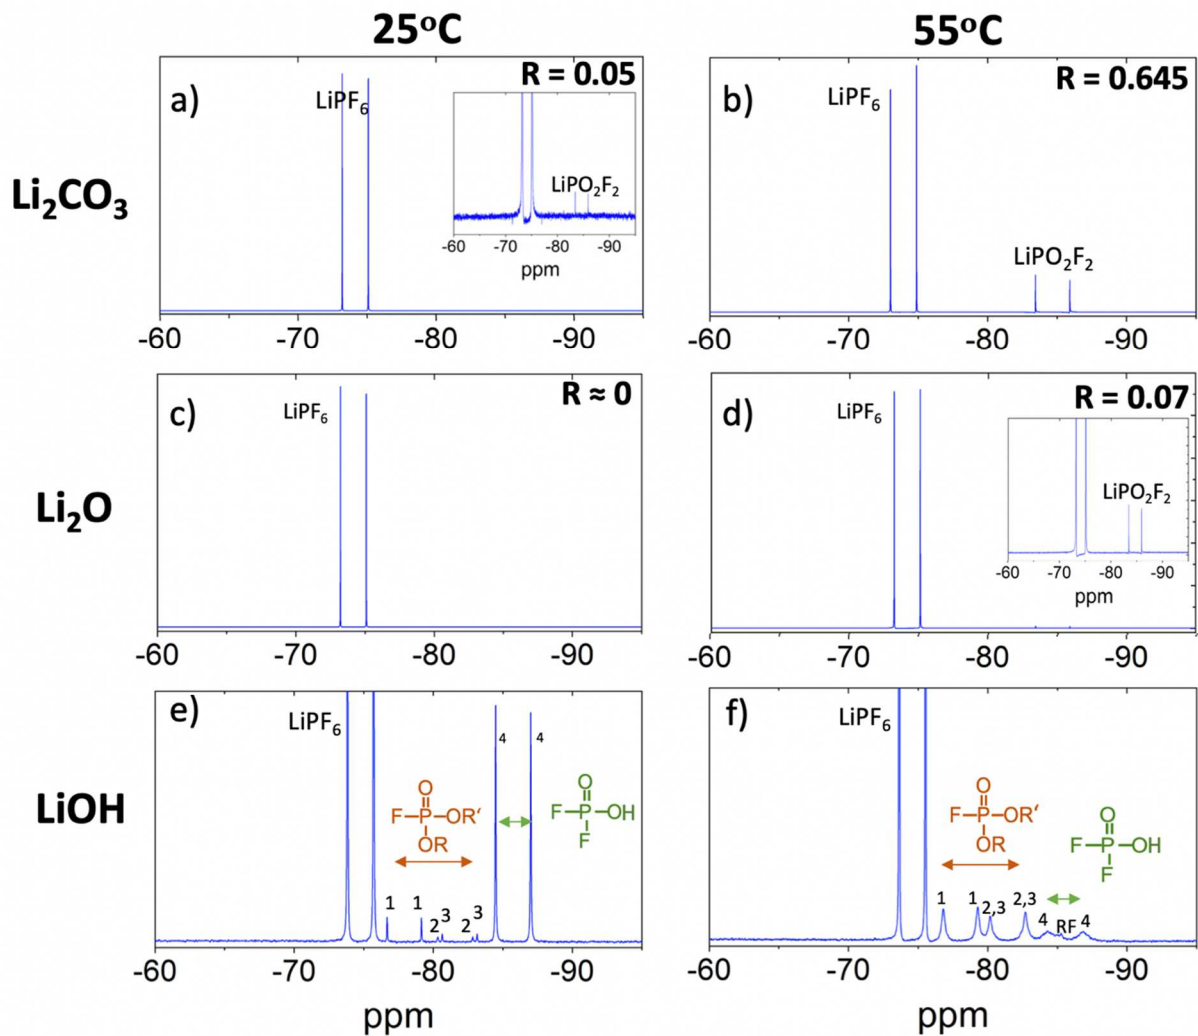 25°C
55°C
Li2CO3
a)
R = 0.05
LiPF6
LiPO2F2
-60 -70 -80 -90
ppm
-60 -70 -80 -90
b)
R = 0.645
LiPF6
LiPO2F2
-60 -70 -80 -90
Li2O
c)
R ≈ 0
LiPF6
-60 -70 -80 -90
d)
R = 0.07
LiPF6
LiPO2F2
-60 -70 -80 -90
ppm
-60 -70 -80 -90
LiOH
e)
LiPF6
4 4
O
F-P-OR'
OR
O
F-P-OH
F
1 1 2 3 2 3
-60 -70 -80 -90
ppm
f)
LiPF6
O
F-P-OR'
OR
O
F-P-OH
F
1 1 2,3 2,3 4 RF 4
-60 -70 -80 -90
ppm